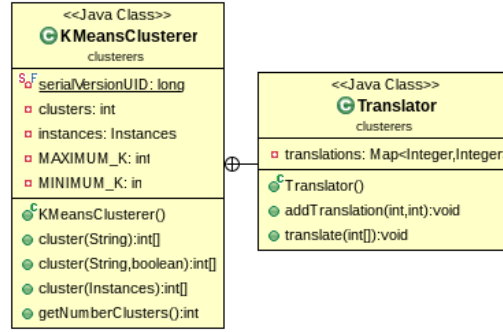 <<Java Class>>
KMeansClusterer
clusterers
serialVersionUID: long
clusters: int
instances: Instances
MAXIMUM_K: int
MINIMUM_K: in
KMeansClusterer()
cluster(String):int[]
cluster(String,boolean):int[]
cluster(Instances):int[]
getNumberClusters():int
<<Java Class>>
Translator
clusterers
translations: Map<Integer,Integer
Translator()
addTranslation(int,int):void
translate(int[]):void